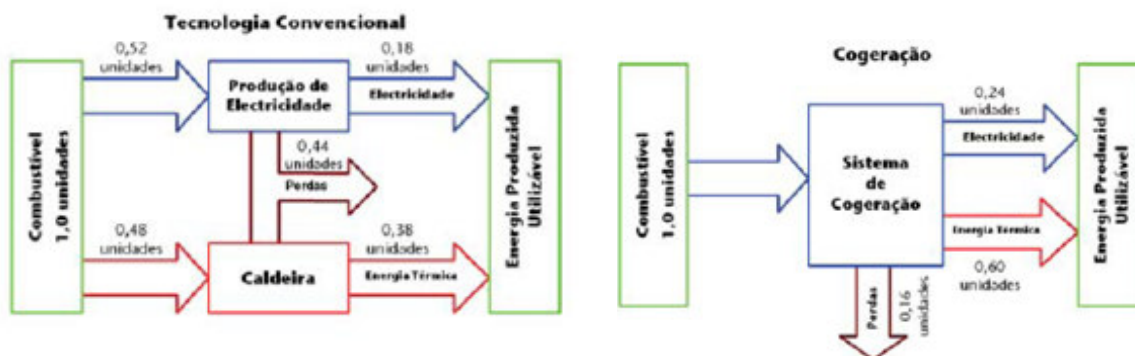 Tecnologia Convencional
Combustível
1,0 unidades
0,52
unidades
Produção de
Electricidade
0,18
unidades
Electricidade
0,44
unidades
Perdas
0,48
unidades
Caldeira
0,38
unidades
Energia Térmica
Energia Produzida
Utilizável
Cogeração
Combustível
1,0 unidades
Sistema
de
Cogeração
0,24
unidades
Electricidade
Energia Térmica
0,60
unidades
Perdas
0,16
unidades
Energia Produzida
Utilizável